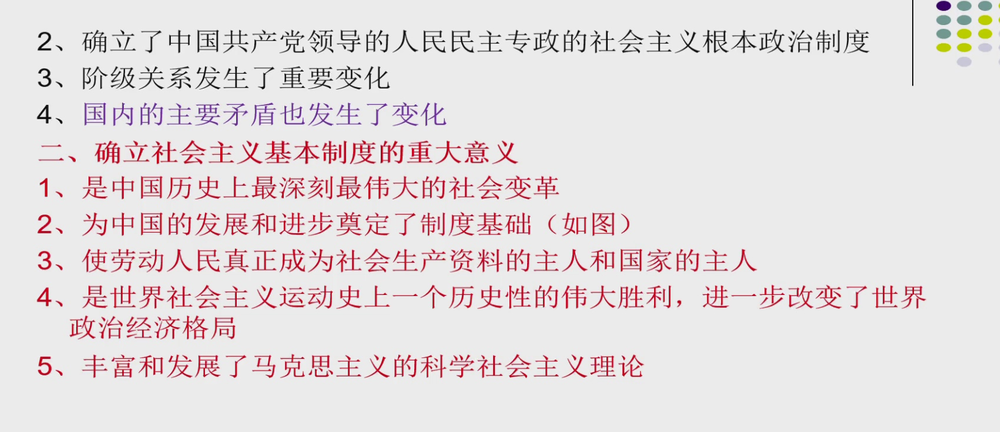 2、确立了中国共产党领导的人民民主专政的社会主义根本政治制度
3、阶级关系发生了重要变化
4、国内的主要矛盾也发生了变化
二、确立社会主义基本制度的重大意义
1、是中国历史上最深刻最伟大的社会变革
2、为中国的发展和进步奠定了制度基础（如图）
3、使劳动人民真正成为社会生产资料的主人和国家的主人
4、是世界社会主义运动史上一个历史性的伟大胜利，进一步改变了世界
政治经济格局
5、丰富和发展了马克思主义的科学社会主义理论